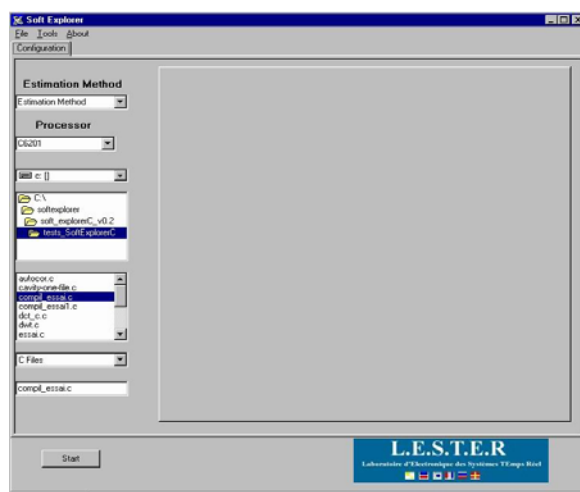 Soft Explorer
File Tools About
Configuration
Estimation Method
Estimation Method
Processor
C6201
c: []
C:\
softexplorer
soft_explorerC_v0.2
tests_SoftExplorerC
autocor.c
cavity-one-file.c
compil_essai.c
compil_essai1.c
dct_c.c
dwt.c
essai.c
C Files
compil_essai.c
Start
L.E.S.T.E.R
Laboratoire d'Electronique des Systèmes TEmps Réel